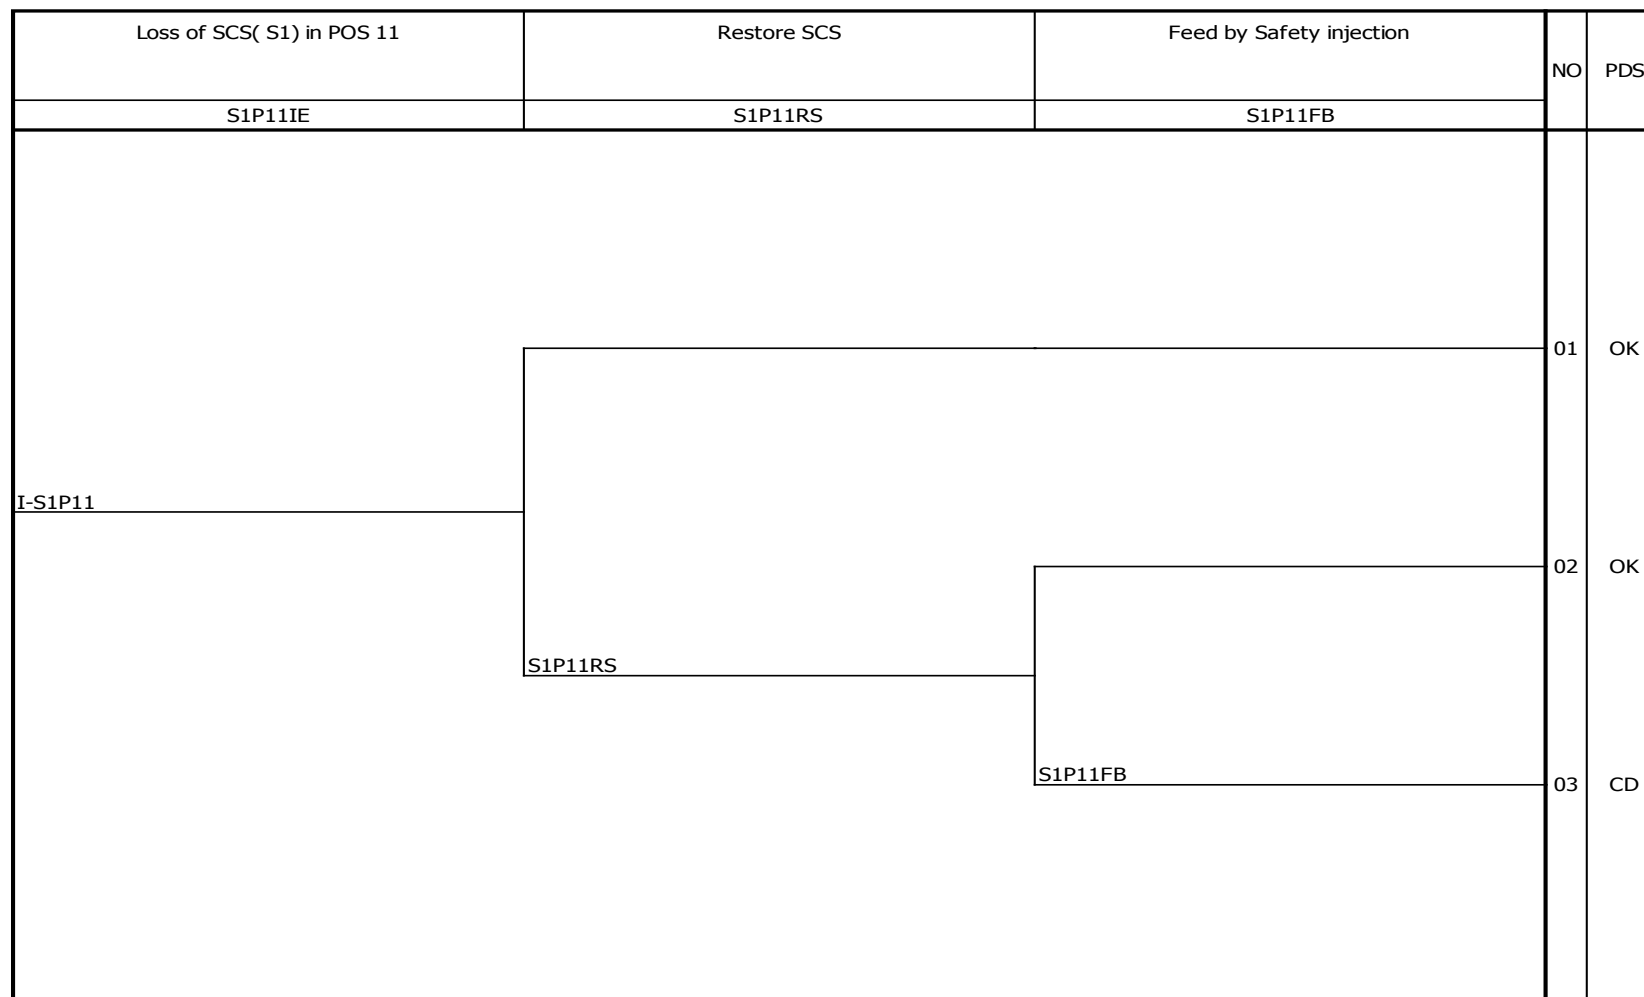 Loss of SCS( S1) in POS 11
Restore SCS
Feed by Safety injection
NO
PDS
S1P11IE
S1P11RS
S1P11FB
01
OK
I-S1P11
02
OK
S1P11RS
S1P11FB
03
CD